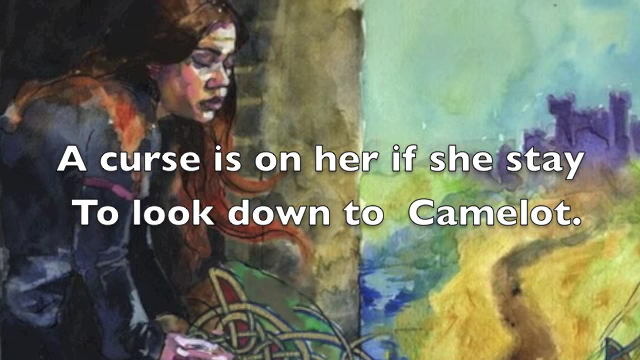 A curse is on her if she stay
To look down to Camelot.